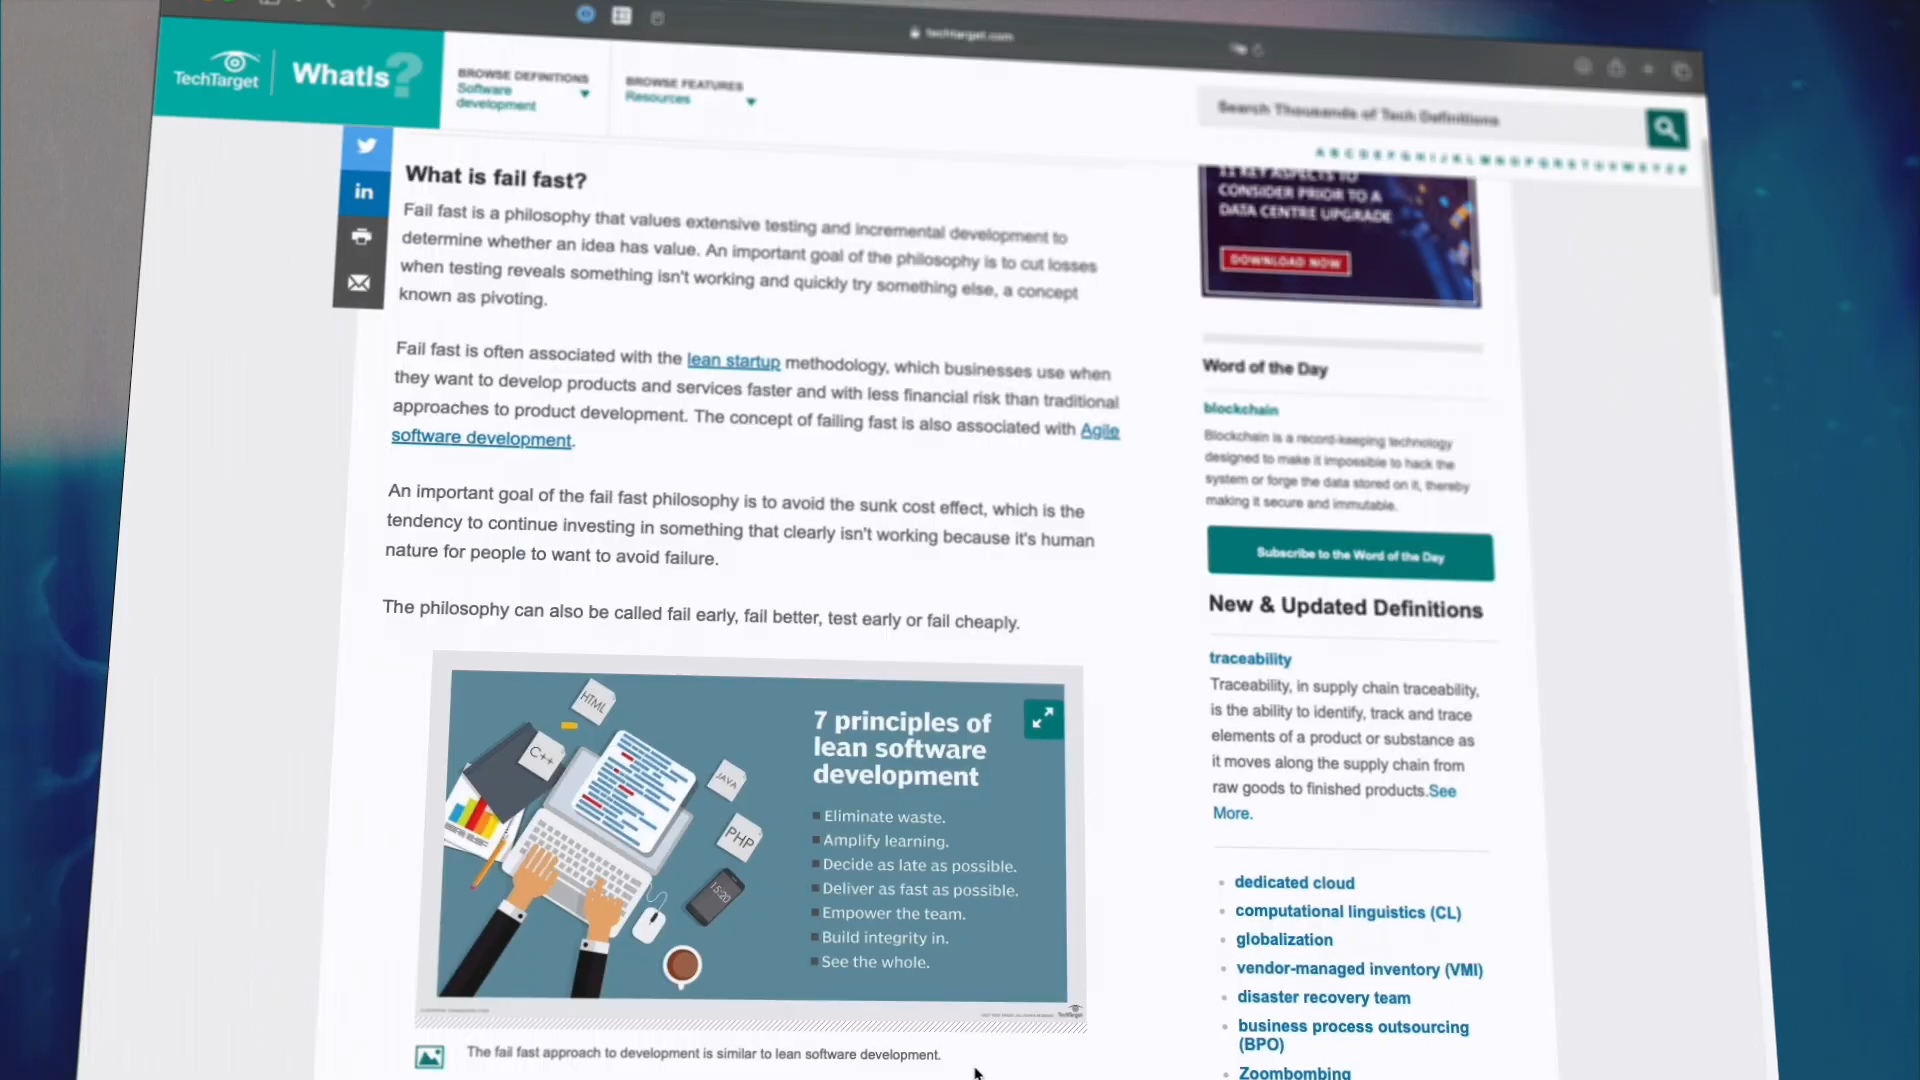 techtarget.com
TechTarget
WhatIs?
BROWSE DEFINITIONS
Software
development
BROWSE FEATURES
Resources
Search Thousands of Tech Definitions
A B C D E F G H I J K L M N O P Q R S T U V W X Y Z #
What is fail fast?
Fail fast is a philosophy that values extensive testing and incremental development to
determine whether an idea has value. An important goal of the philosophy is to cut losses
when testing reveals something isn't working and quickly try something else, a concept
known as pivoting.
Fail fast is often associated with the lean startup methodology, which businesses use when
they want to develop products and services faster and with less financial risk than traditional
approaches to product development. The concept of failing fast is also associated with Agile
software development.
An important goal of the fail fast philosophy is to avoid the sunk cost effect, which is the
tendency to continue investing in something that clearly isn't working because it's human
nature for people to want to avoid failure.
The philosophy can also be called fail early, fail better, test early or fail cheaply.
HTML
C++
JAVA
PHP
15:20
7 principles of
lean software
development
Eliminate waste.
Amplify learning.
Decide as late as possible.
Deliver as fast as possible.
Empower the team.
Build integrity in.
See the whole.
TechTarget
The fail fast approach to development is similar to lean software development.
11 KEY ASPECTS TO
CONSIDER PRIOR TO A
DATA CENTRE UPGRADE
DOWNLOAD NOW
Word of the Day
blockchain
Blockchain is a record-keeping technology
designed to make it impossible to hack the
system or forge the data stored on it, thereby
making it secure and immutable.
Subscribe to the Word of the Day
New & Updated Definitions
traceability
Traceability, in supply chain traceability,
is the ability to identify, track and trace
elements of a product or substance as
it moves along the supply chain from
raw goods to finished products.See
More.
dedicated cloud
computational linguistics (CL)
globalization
vendor-managed inventory (VMI)
disaster recovery team
business process outsourcing
(BPO)
Zoombombing